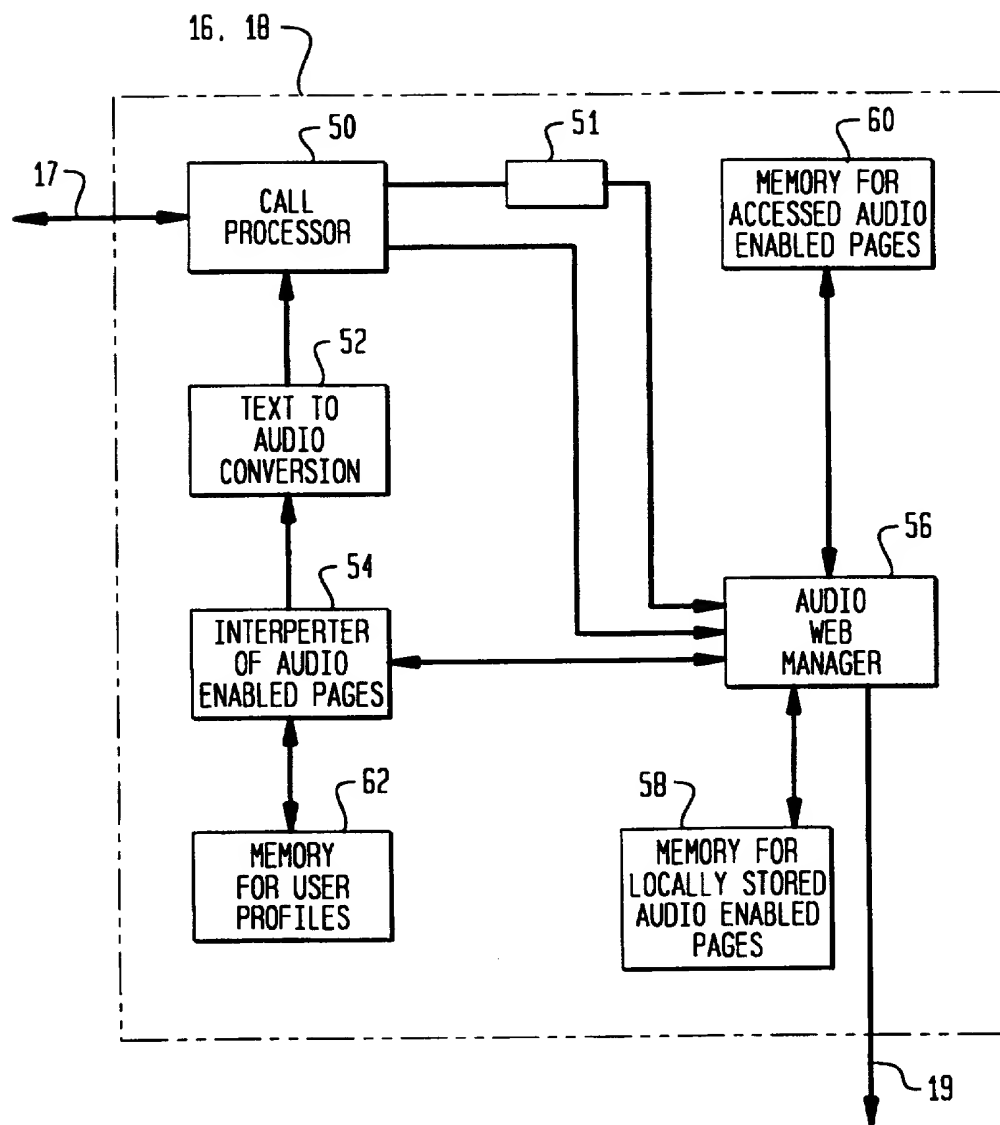 16, 18
50
51
60
17
CALL
PROCESSOR
MEMORY FOR
ACCESSED AUDIO
ENABLED PAGES
52
TEXT TO
AUDIO
CONVERSION
56
54
AUDIO
WEB
MANAGER
INTERPERTER
OF AUDIO
ENABLED PAGES
62
58
MEMORY
FOR USER
PROFILES
MEMORY FOR
LOCALLY STORED
AUDIO ENABLED
PAGES
19